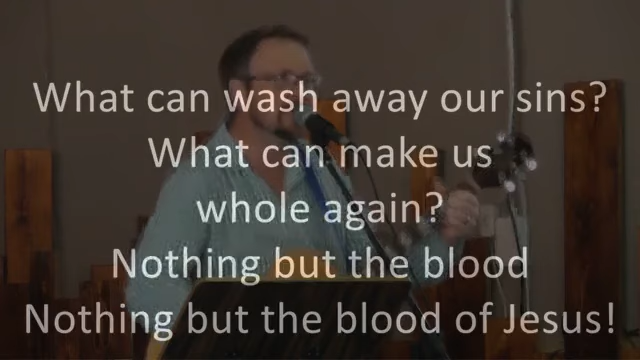 What can wash away our sins?
What can make us
whole again?
Nothing but the blood
Nothing but the blood of Jesus!